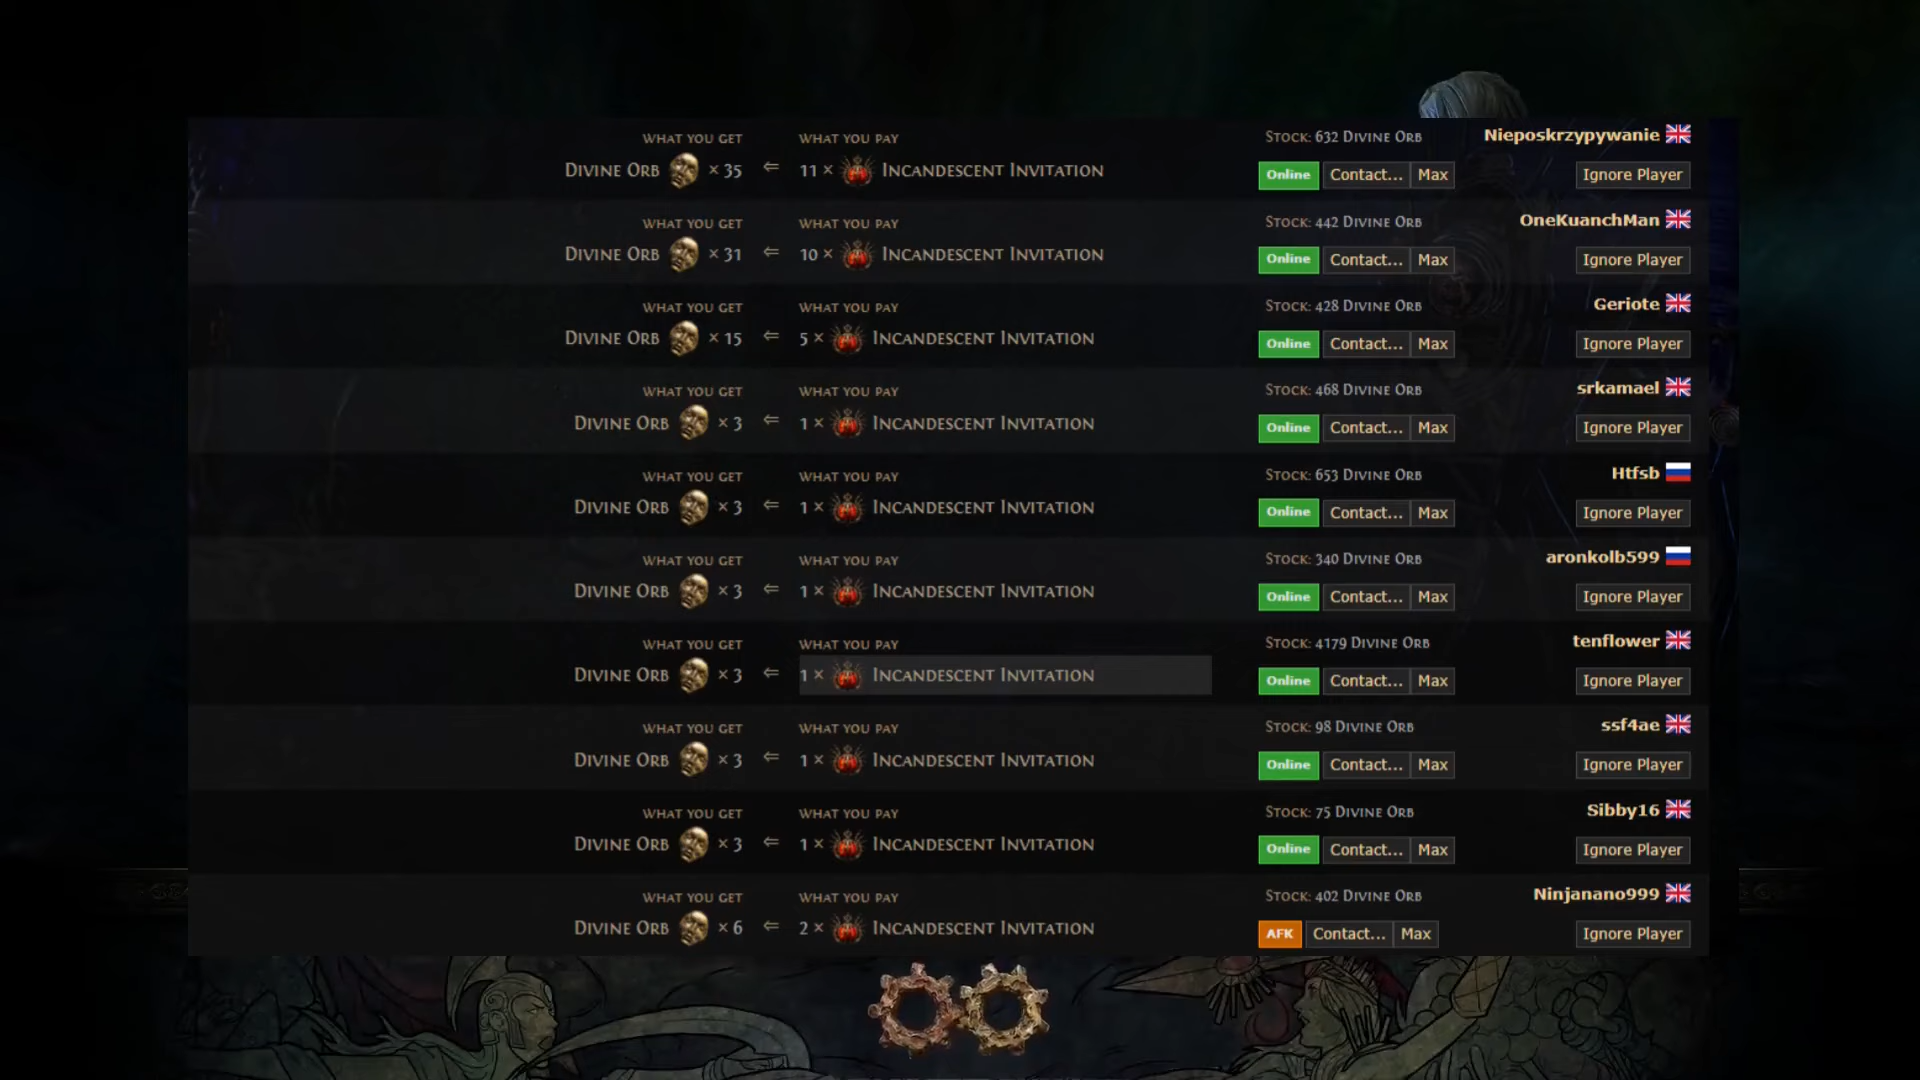 WHAT YOU GET WHAT YOU PAY STOCK: 632 DIVINE ORB Nieposkrzypywanie
DIVINE ORB × 35 ⇐ 11 × INCANDESCENT INVITATION Online Contact... Max Ignore Player
WHAT YOU GET WHAT YOU PAY STOCK: 442 DIVINE ORB OneKuanchMan
DIVINE ORB × 31 ⇐ 10 × INCANDESCENT INVITATION Online Contact... Max Ignore Player
WHAT YOU GET WHAT YOU PAY STOCK: 428 DIVINE ORB Geriote
DIVINE ORB × 15 ⇐ 5 × INCANDESCENT INVITATION Online Contact... Max Ignore Player
WHAT YOU GET WHAT YOU PAY STOCK: 468 DIVINE ORB srkamael
DIVINE ORB × 3 ⇐ 1 × INCANDESCENT INVITATION Online Contact... Max Ignore Player
WHAT YOU GET WHAT YOU PAY STOCK: 653 DIVINE ORB Htfsb
DIVINE ORB × 3 ⇐ 1 × INCANDESCENT INVITATION Online Contact... Max Ignore Player
WHAT YOU GET WHAT YOU PAY STOCK: 340 DIVINE ORB aronkolb599
DIVINE ORB × 3 ⇐ 1 × INCANDESCENT INVITATION Online Contact... Max Ignore Player
WHAT YOU GET WHAT YOU PAY STOCK: 4179 DIVINE ORB tenflower
DIVINE ORB × 3 ⇐ 1 × INCANDESCENT INVITATION Online Contact... Max Ignore Player
WHAT YOU GET WHAT YOU PAY STOCK: 98 DIVINE ORB ssf4ae
DIVINE ORB × 3 ⇐ 1 × INCANDESCENT INVITATION Online Contact... Max Ignore Player
WHAT YOU GET WHAT YOU PAY STOCK: 75 DIVINE ORB Sibby16
DIVINE ORB × 3 ⇐ 1 × INCANDESCENT INVITATION Online Contact... Max Ignore Player
WHAT YOU GET WHAT YOU PAY STOCK: 402 DIVINE ORB Ninjanano999
DIVINE ORB × 6 ⇐ 2 × INCANDESCENT INVITATION AFK Contact... Max Ignore Player